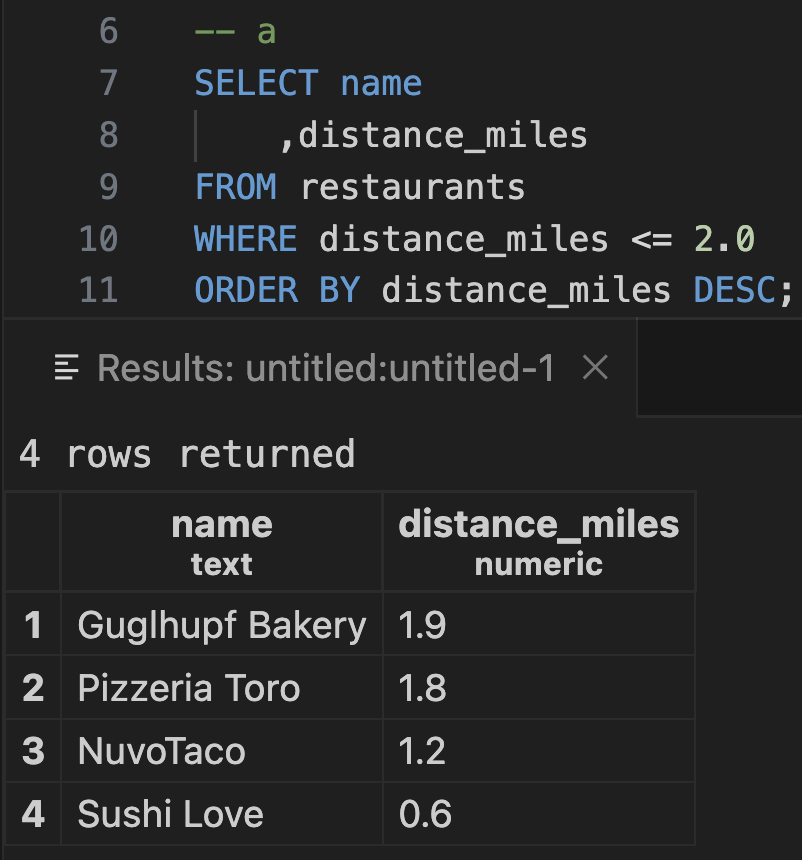 6 -- a
7 SELECT name
8 ,distance_miles
9 FROM restaurants
10 WHERE distance_miles <= 2.0
11 ORDER BY distance_miles DESC;
Results: untitled:untitled-1 ×
4 rows returned
name distance_miles
text numeric
1 Guglhupf Bakery 1.9
2 Pizzeria Toro 1.8
3 NuvoTaco 1.2
4 Sushi Love 0.6